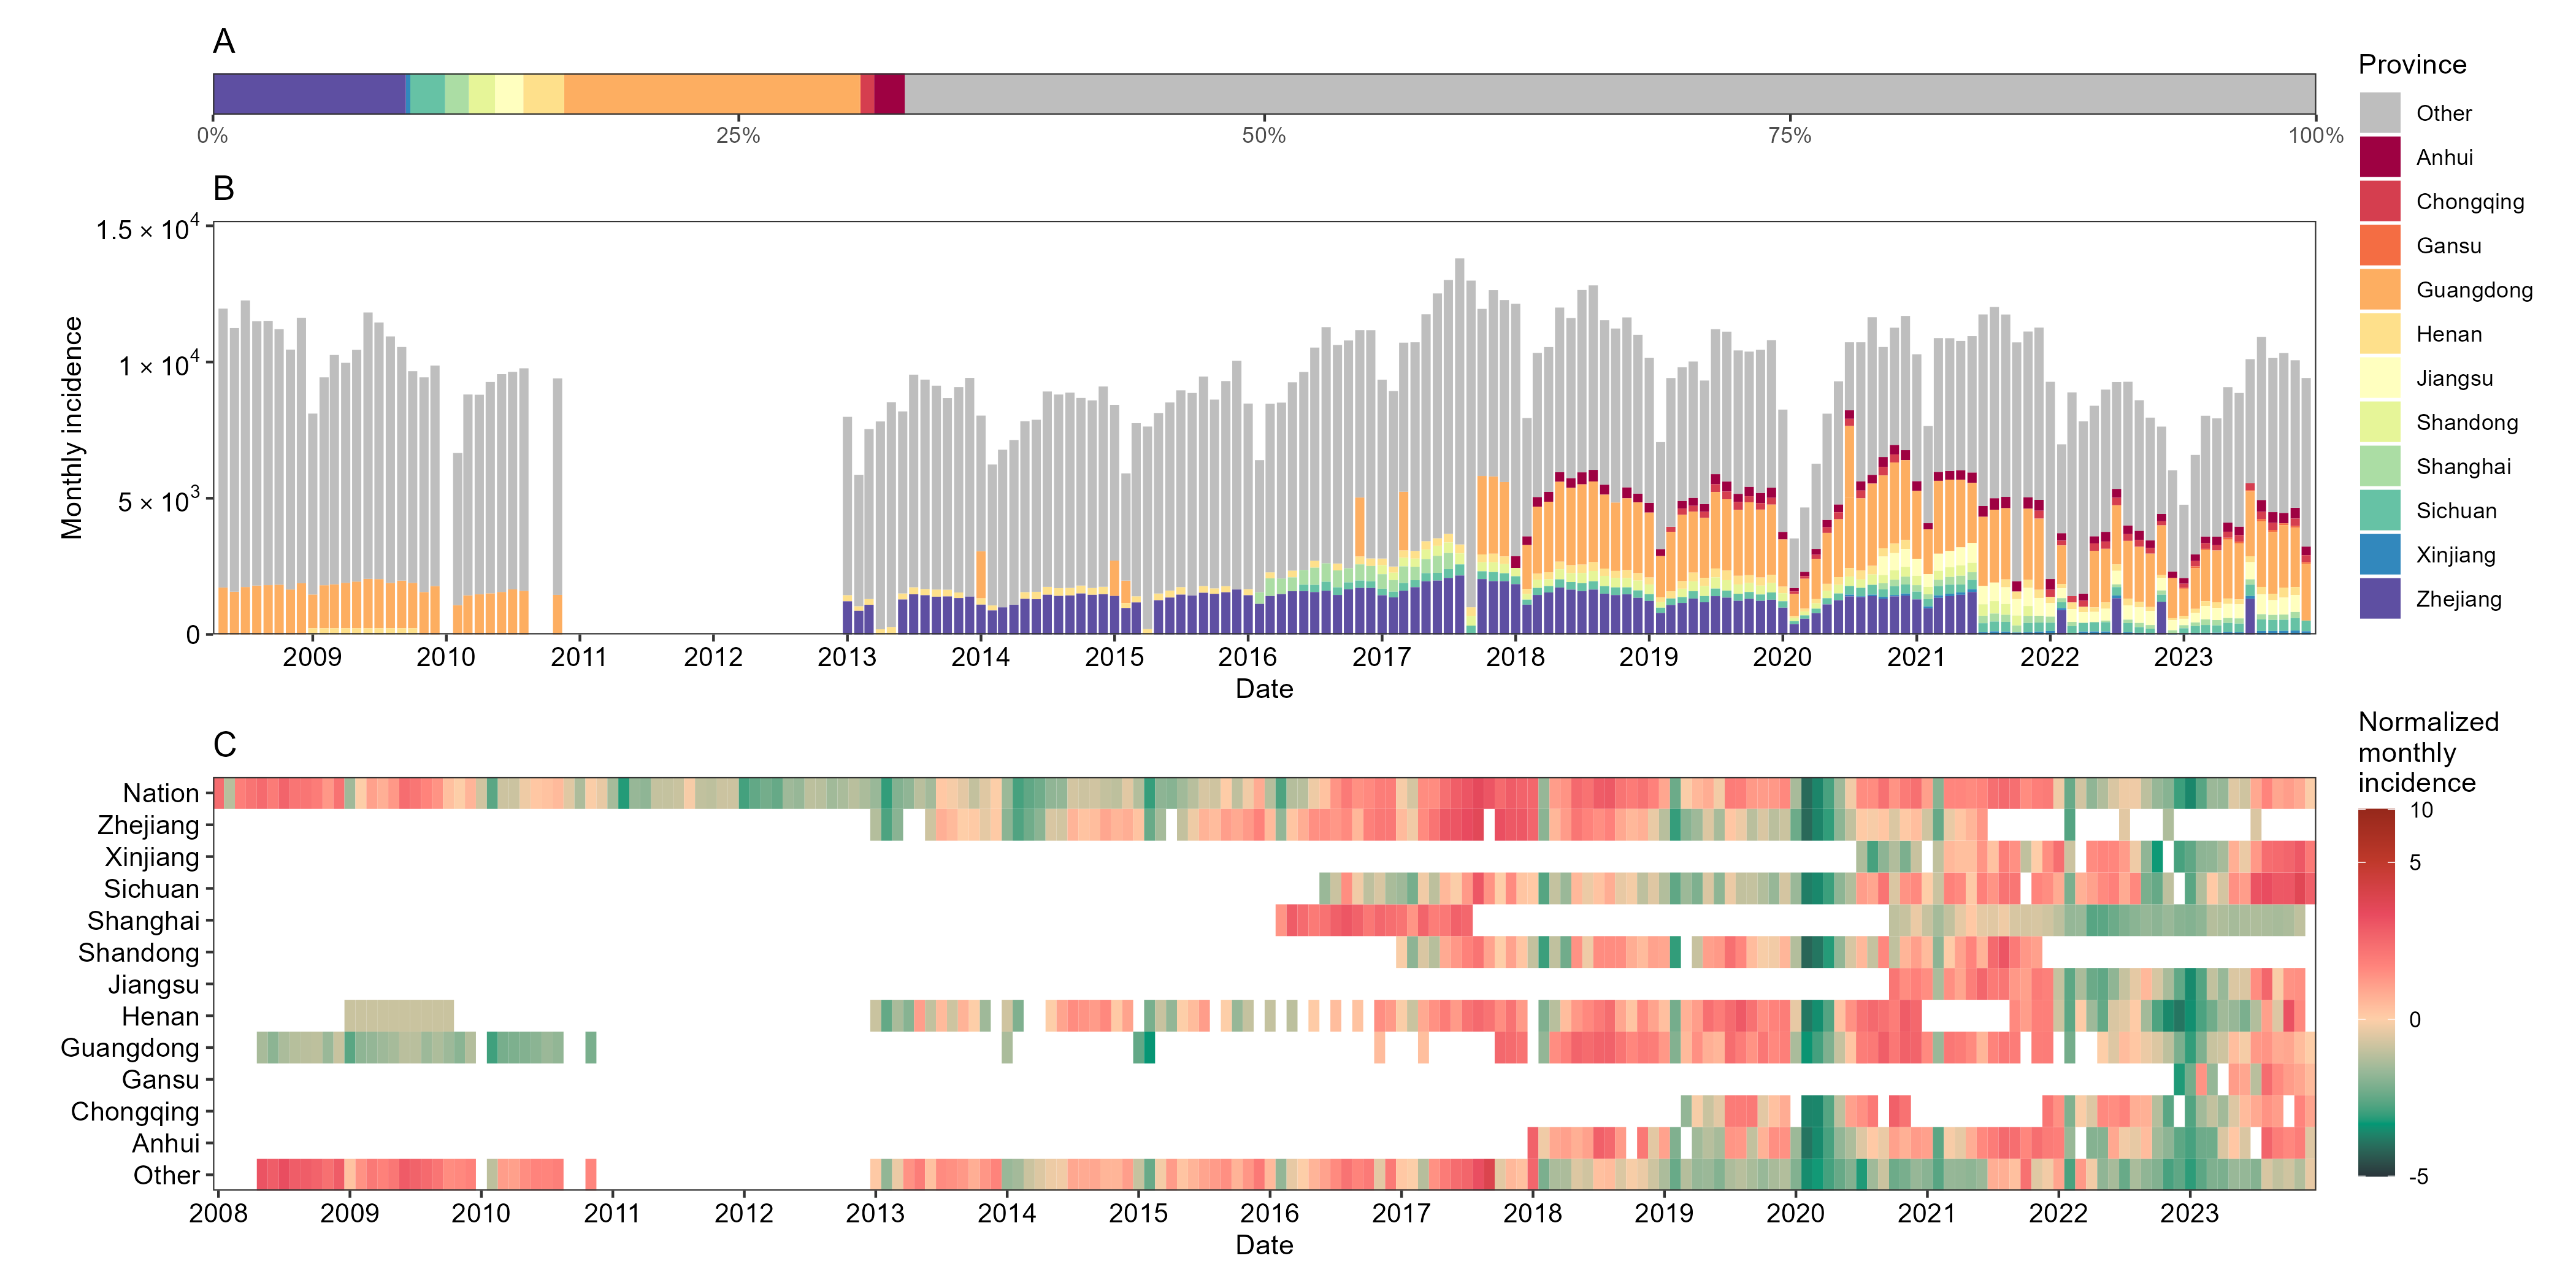 A
0%
25%
50%
75%
100%
Province
Other
Anhui
Chongqing
Gansu
Guangdong
Henan
Jiangsu
Shandong
Shanghai
Sichuan
Xinjiang
Zhejiang
B
Monthly incidence
1.5 × 10⁴
1 × 10⁴
5 × 10³
0
2009
2010
2011
2012
2013
2014
2015
2016
2017
2018
2019
2020
2021
2022
2023
Date
C
Nation
Zhejiang
Xinjiang
Sichuan
Shanghai
Shandong
Jiangsu
Henan
Guangdong
Gansu
Chongqing
Anhui
Other
2008
2009
2010
2011
2012
2013
2014
2015
2016
2017
2018
2019
2020
2021
2022
2023
Date
Normalized
monthly
incidence
10
5
0
-5